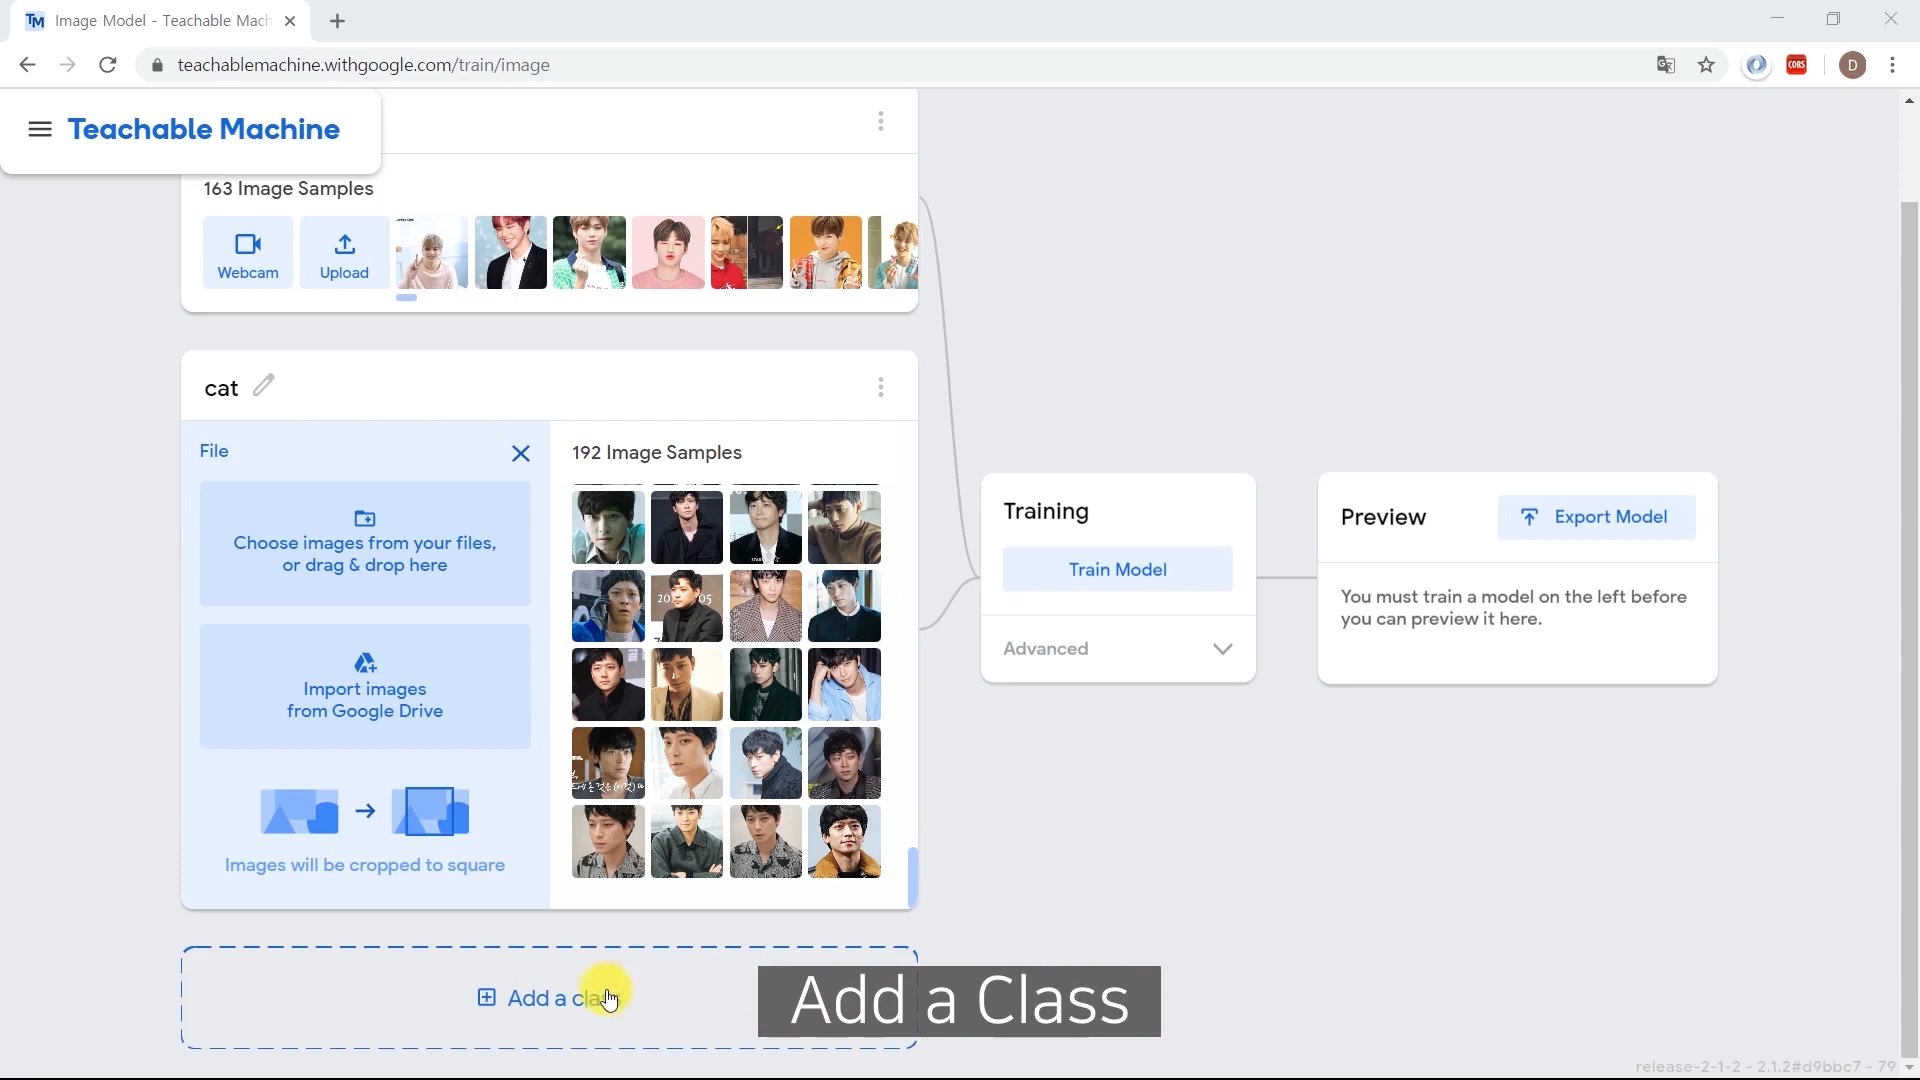 Image Model - Teachable Mach
teachablemachine.withgoogle.com/train/image
CORS
D
Teachable Machine
163 Image Samples
Webcam
Upload
cat
File
192 Image Samples
Choose images from your files,
or drag & drop here
Import images
from Google Drive
Images will be cropped to square
Training
Train Model
Advanced
Preview
Export Model
You must train a model on the left before
you can preview it here.
Add a clas
Add a Class
release-2-1-2 - 2.1.2#d9bbc7 - 79